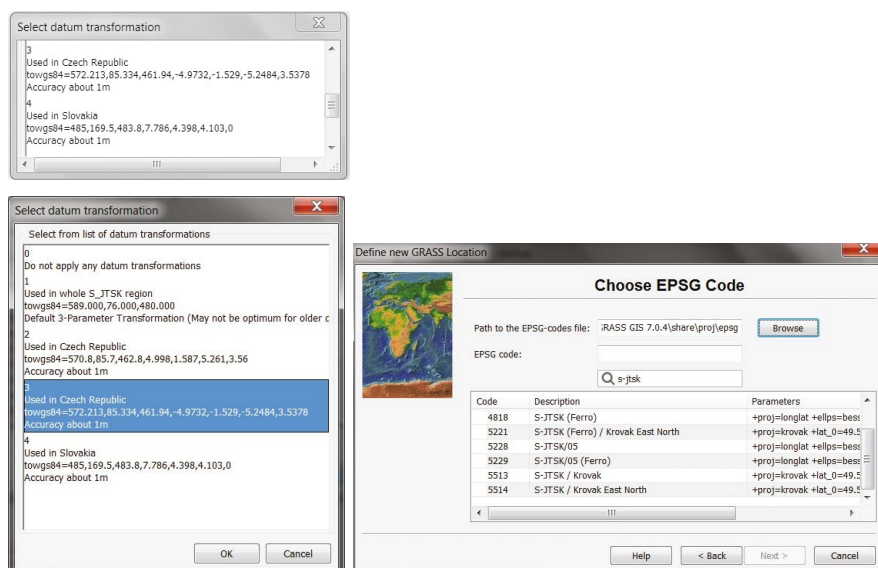 Select datum transformation
3
Used in Czech Republic
towgs84=572.213,85.334,461.94,-4.9732,-1.529,-5.2484,3.5378
Accuracy about 1m
4
Used in Slovakia
towgs84=485,169.5,483.8,7.786,4.398,4.103,0
Accuracy about 1m
Select datum transformation
Select from list of datum transformations
0
Do not apply any datum transformations
1
Used in whole S_JTSK region
towgs84=589.000,76.000,480.000
Default 3-Parameter Transformation (May not be optimum for older d
2
Used in Czech Republic
towgs84=570.8,85.7,462.8,4.998,1.587,5.261,3.56
Accuracy about 1m
3
Used in Czech Republic
towgs84=572.213,85.334,461.94,-4.9732,-1.529,-5.2484,3.5378
Accuracy about 1m
4
Used in Slovakia
towgs84=485,169.5,483.8,7.786,4.398,4.103,0
Accuracy about 1m
OK Cancel
Define new GRASS Location
Choose EPSG Code
Path to the EPSG-codes file: :RASS GIS 7.0.4\share\proj\epsg Browse
EPSG code:
s-jtsk
Code Description Parameters
4818 S-JTSK (Ferro) +proj=longlat +ellps=bess
5221 S-JTSK (Ferro) / Krovak East North +proj=krovak +lat_0=49.5
5228 S-JTSK/05 +proj=longlat +ellps=bess
5229 S-JTSK/05 (Ferro) +proj=longlat +ellps=bess
5513 S-JTSK / Krovak +proj=krovak +lat_0=49.5
5514 S-JTSK / Krovak East North +proj=krovak +lat_0=49.5
Help < Back Next > Cancel